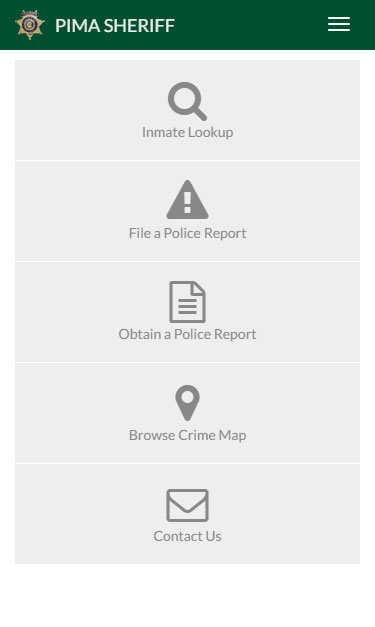 PIMA SHERIFF
Inmate Lookup
File a Police Report
Obtain a Police Report
Browse Crime Map
Contact Us